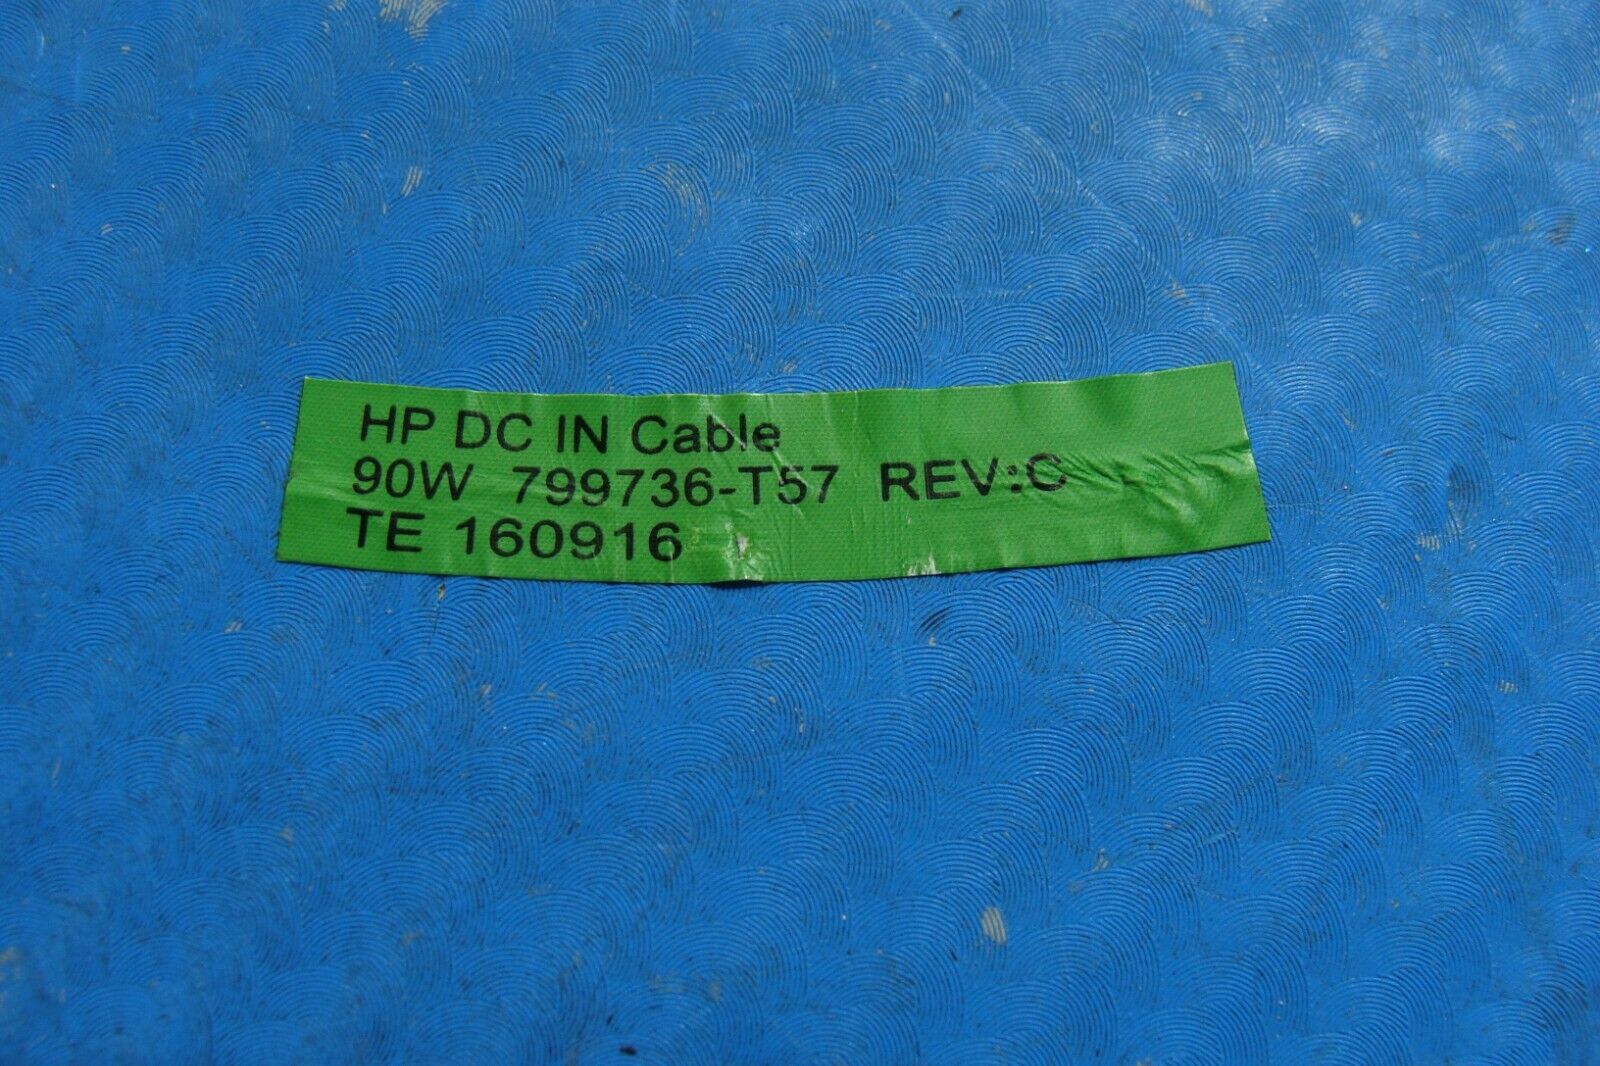 HP DC IN Cable
90W 799736-T57 REV:C
TE 160916